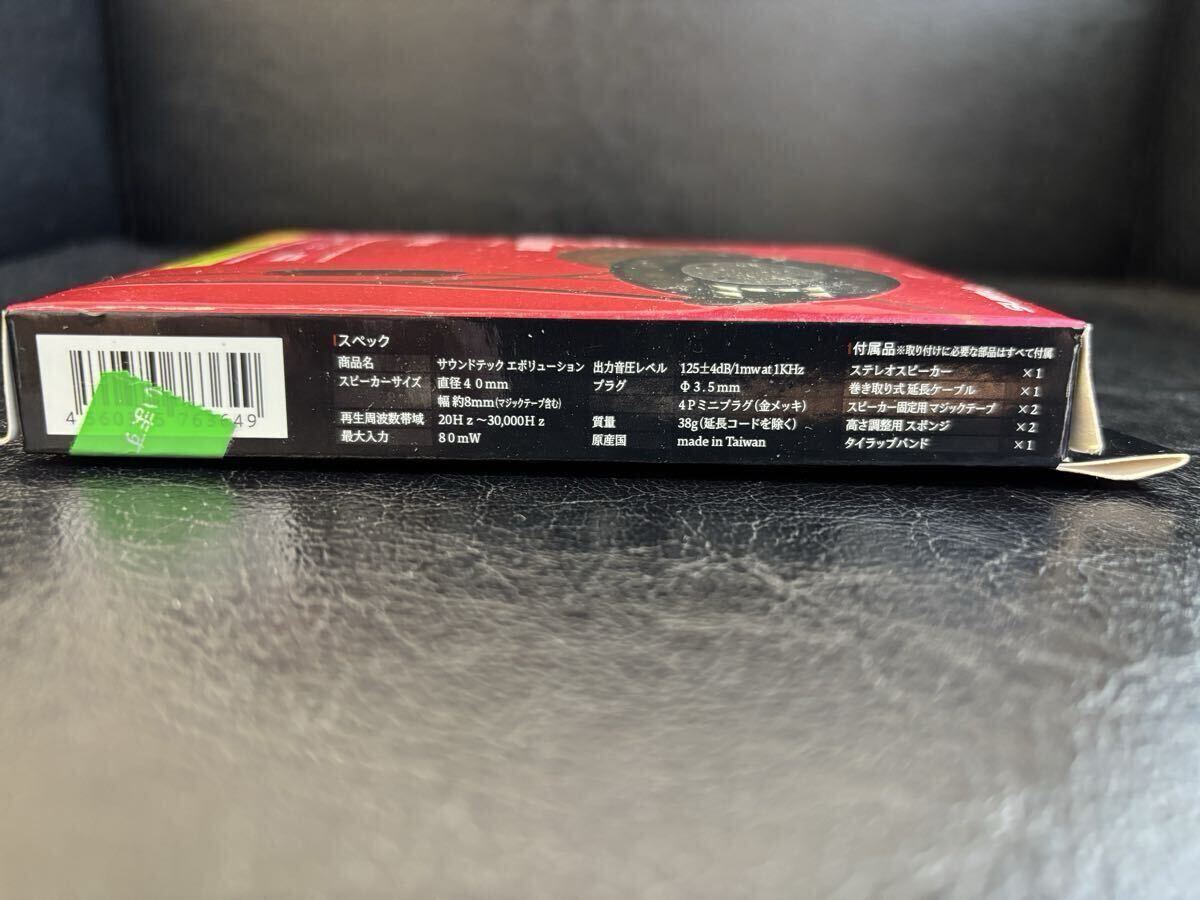 スペック
商品名 サウンドテック エボリューション
スピーカーサイズ 直径40mm
幅 約8mm(マジックテープ含む)
再生周波数帯域 20Hz~30,000Hz
最大入力 80mW
出力音圧レベル 125±4dB/1mw at 1KHz
プラグ Φ3.5mm
4Pミニプラグ(金メッキ)
質量 38g(延長コードを除く)
原産国 made in Taiwan
付属品※取り付けに必要な部品はすべて付属
ステレオスピーカー ×1
巻き取り式 延長ケーブル ×1
スピーカー固定用 マジックテープ ×2
高さ調整用 スポンジ ×2
タイラップバンド ×1